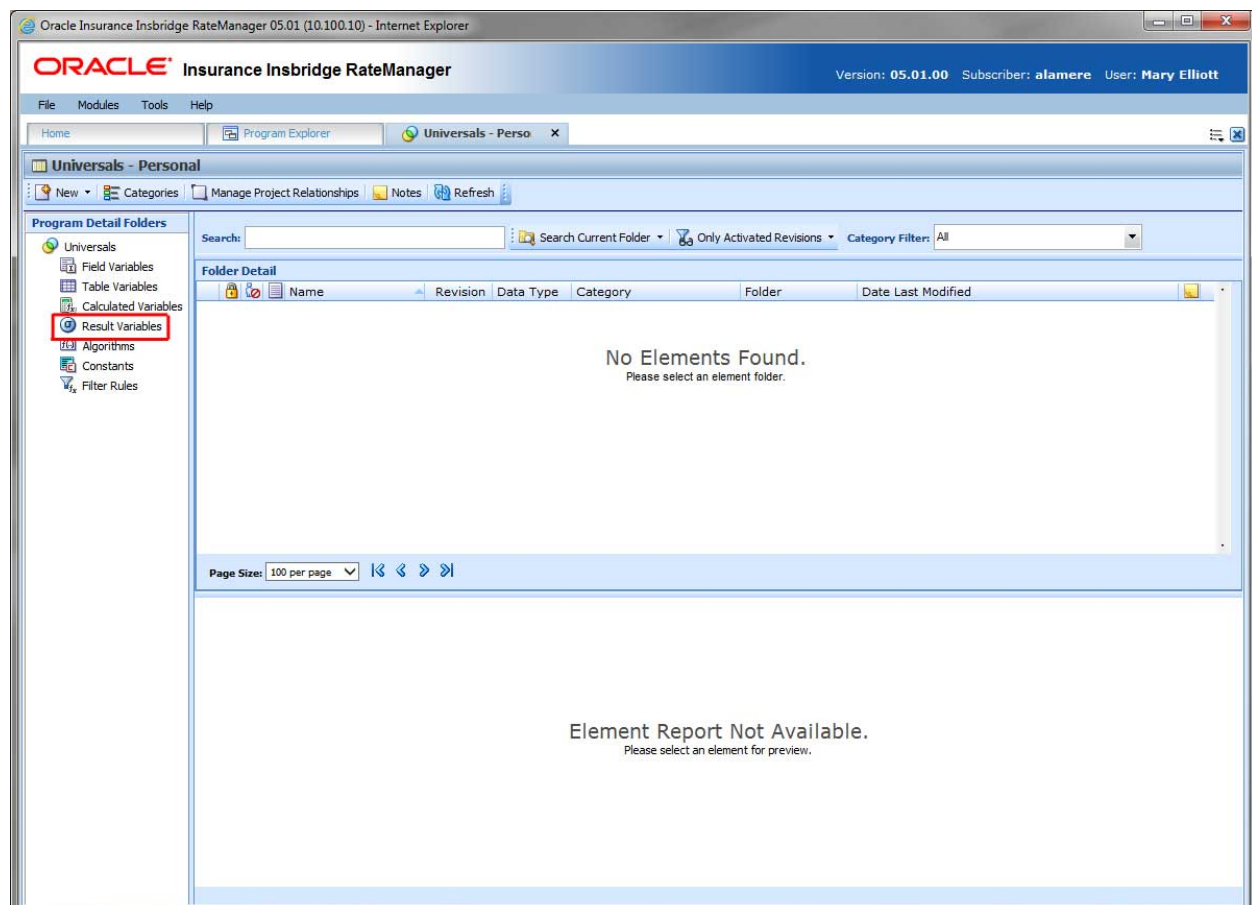 Oracle Insurance Insbridge RateManager 05.01 (10.100.10) - Internet Explorer
ORACLE Insurance Insbridge RateManager
Version: 05.01.00 Subscriber: alamere User: Mary Elliott
File Modules Tools Help
Home Program Explorer Universals - Perso
Universals - Personal
New Categories Manage Project Relationships Notes Refresh
Program Detail Folders
Universals
Field Variables
Table Variables
Calculated Variables
Result Variables
Algorithms
Constants
Filter Rules
Search: Search Current Folder Only Activated Revisions Category Filter: All
Folder Detail
Name Revision Data Type Category Folder Date Last Modified
No Elements Found.
Please select an element folder.
Page Size: 100 per page
Element Report Not Available.
Please select an element for preview.